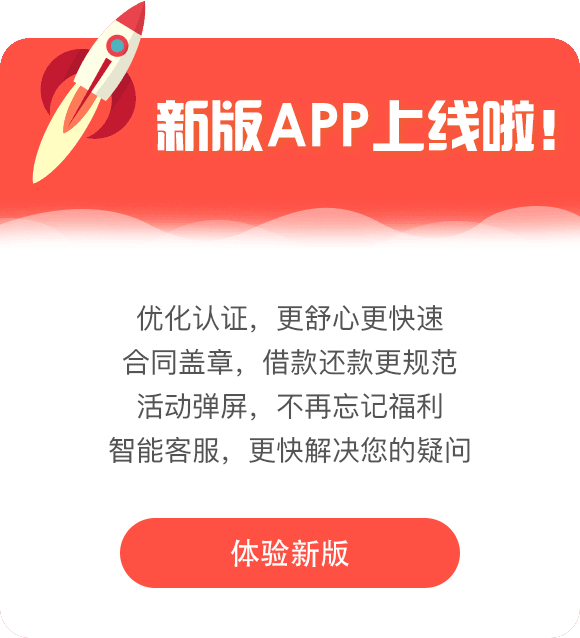 新版APP上线啦!
优化认证，更舒心更快速
合同盖章，借款还款更规范
活动弹屏，不再忘记福利
智能客服，更快解决您的疑问
体验新版